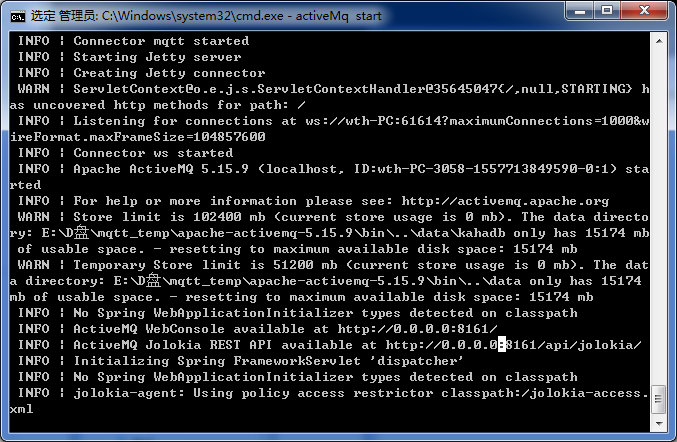 选定 管理员: C:\Windows\system32\cmd.exe - activeMq  start
INFO | Connector mqtt started
INFO | Starting Jetty server
INFO | Creating Jetty connector
WARN | ServletContext@o.e.j.s.ServletContextHandler@35645047{/,null,STARTING} h
as uncovered http methods for path: /
INFO | Listening for connections at ws://wth-PC:61614?maximumConnections=1000&w
ireFormat.maxFrameSize=104857600
INFO | Connector ws started
INFO | Apache ActiveMQ 5.15.9 (localhost, ID:wth-PC-3058-1557713849590-0:1) sta
rted
INFO | For help or more information please see: http://activemq.apache.org
WARN | Store limit is 102400 mb (current store usage is 0 mb). The data directo
ry: E:\D盘\mqtt_temp\apache-activemq-5.15.9\bin\..\data\kahadb only has 15174 mb
of usable space. - resetting to maximum available disk space: 15174 mb
WARN | Temporary Store limit is 51200 mb (current store usage is 0 mb). The dat
a directory: E:\D盘\mqtt_temp\apache-activemq-5.15.9\bin\..\data only has 15174
mb of usable space. - resetting to maximum available disk space: 15174 mb
INFO | No Spring WebApplicationInitializer types detected on classpath
INFO | ActiveMQ WebConsole available at http://0.0.0.0:8161/
INFO | ActiveMQ Jolokia REST API available at http://0.0.0.0:8161/api/jolokia/
INFO | Initializing Spring FrameworkServlet 'dispatcher'
INFO | No Spring WebApplicationInitializer types detected on classpath
INFO | jolokia-agent: Using policy access restrictor classpath:/jolokia-access.
xml